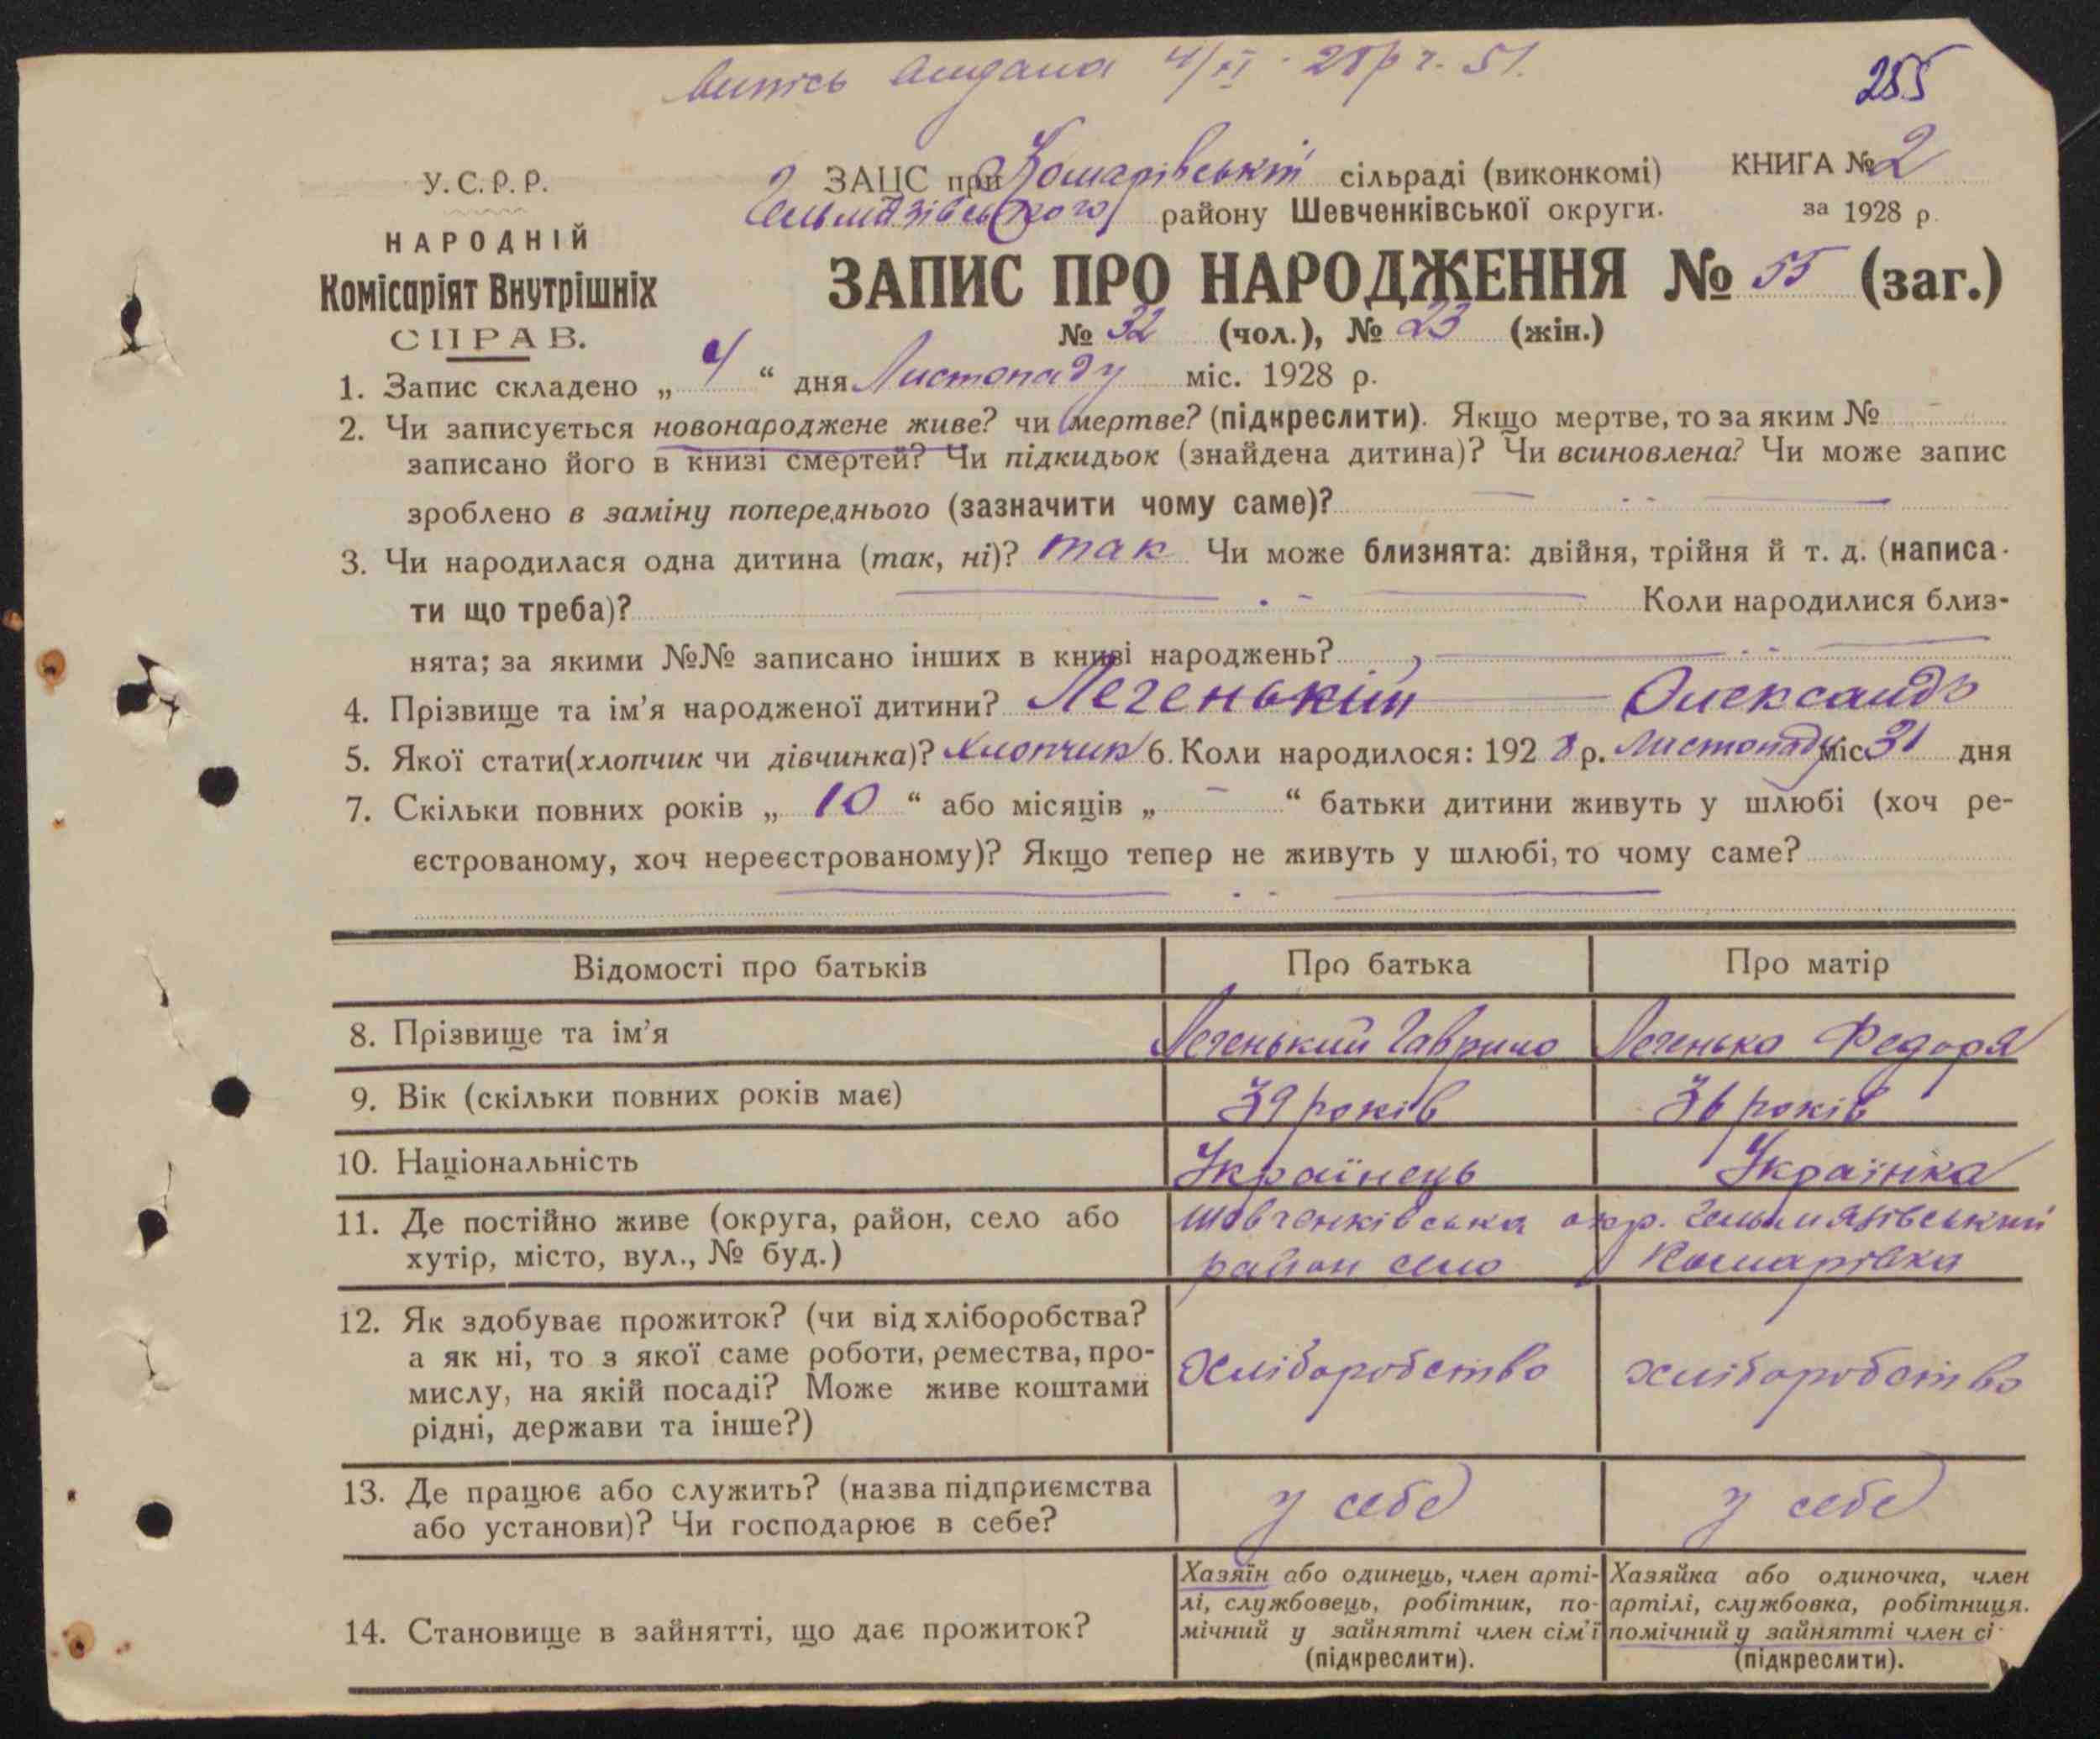 Випись видана 4/XI - 28 р ч. 51.
255
У.С.Р.Р.
НАРОДНІЙ
Комісаріят Внутрішніх
СПРАВ.
ЗАЦС при Комарівській сільраді (виконкомі)
Гельмязівського району Шевченківської округи.
КНИГА № 2
за 1928 р.
ЗАПИС ПРО НАРОДЖЕННЯ № 55 (заг.)
№ 32 (чол.), № 23 (жін.)
1. Запис складено „ 4 “ дня Листопаду міс. 1928 р.
2. Чи записується новонароджене живе? чи мертве? (підкреслити). Якщо мертве, то за яким № -
записано його в книзі смертей? Чи підкидьок (знайдена дитина)? Чи всиновлена? Чи може запис
зроблено в заміну попереднього (зазначити чому саме)?
3. Чи народилася одна дитина (так, ні)? так Чи може близнята: двійня, трійня й т. д. (написа-
ти що треба)? Коли народилися близ-
нята; за якими №№ записано інших в книзі народжень?
4. Прізвище та ім’я народженої дитини? Легенькій Олександр
5. Якої стати (хлопчик чи дівчинка)? хлопчик 6. Коли народилося: 1928 р. Листопаду міс 31 дня
7. Скільки повних років „ 10 “ або місяців „ - “ батьки дитини живуть у шлюбі (хоч ре-
єстрованому, хоч нереєстрованому)? Якщо тепер не живуть у шлюбі, то чому саме?
Відомості про батьків Про батька Про матір
8. Прізвище та ім’я Легенький Гаврило Легенька Федоря
9. Вік (скільки повних років має) 39 років 36 років
10. Національність Українець Українка
11. Де постійно живе (округа, район, село або Шевченківська окр. Гельмязівський
хутір, місто, вул., № буд.) район село Комарівка
12. Як здобуває прожиток? (чи від хліборобства?
а як ні, то з якої саме роботи, ремества, про-
мислу, на якій посаді? Може живе коштами
рідні, держави та інше?)
Хліборобство хліборобство
13. Де працює або служить? (назва підприємства
або установи)? Чи господарює в себе?
у себе у себе
14. Становище в зайнятті, що дає прожиток?
Хазяїн або одинець, член арті-
лі, службовець, робітник, по-
мічний у зайнятті член сім’ї
(підкреслити).
Хазяйка або одиночка, член
артілі, службовка, робітниця.
помічний у зайнятті член сі-
(підкреслити).